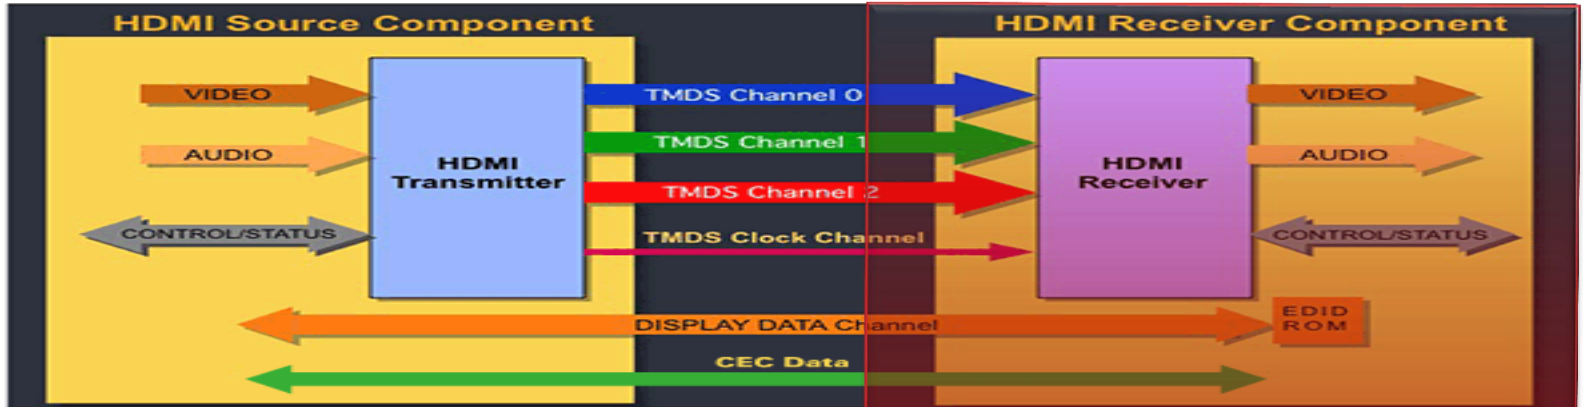 HDMI Source Component
HDMI Receiver Component
VIDEO
TMDS Channel 0
VIDEO
AUDIO
TMDS Channel 1
AUDIO
HDMI
Transmitter
HDMI
Receiver
TMDS Channel 2
CONTROL/STATUS
TMDS Clock Channel
CONTROL/STATUS
DISPLAY DATA Channel
EDID
ROM
CEC Data